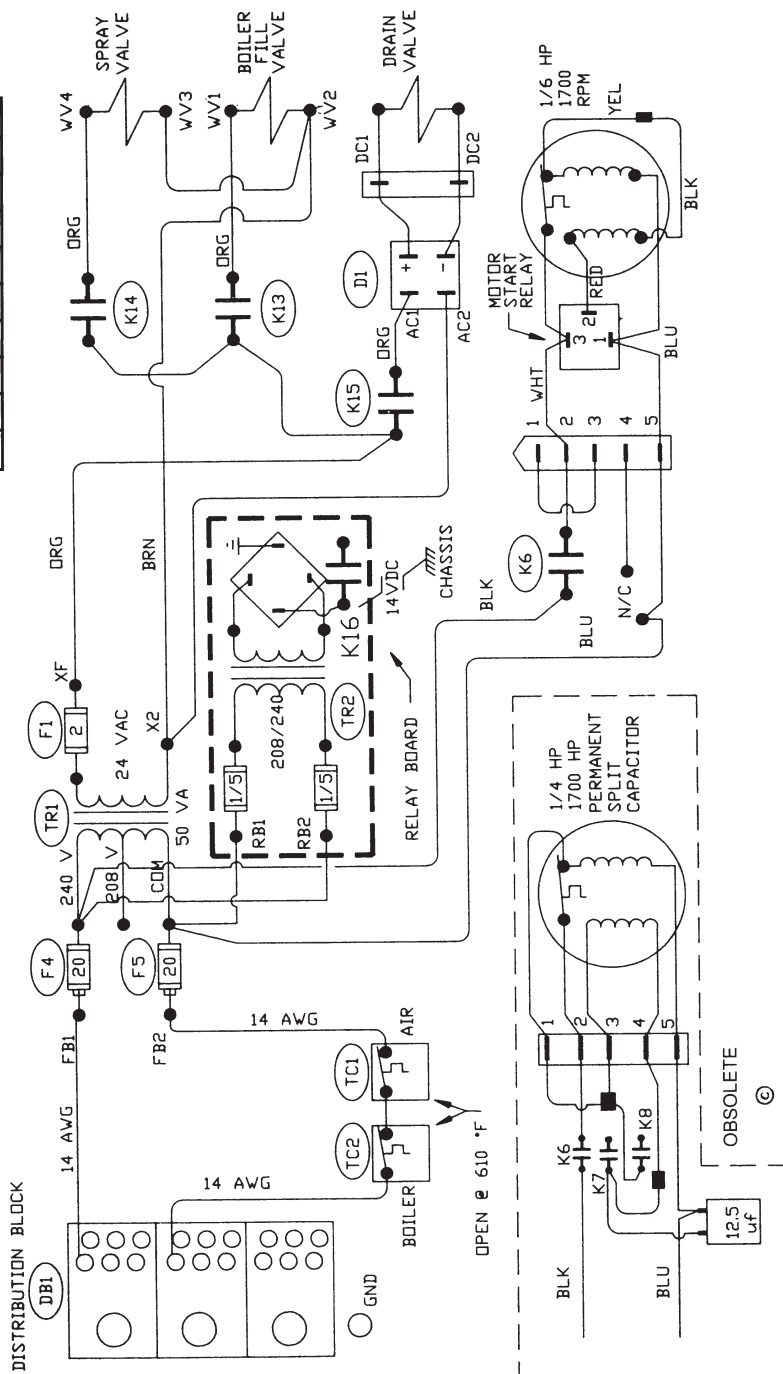 DISTRIBUTION BLOCK
DB1
GND
14 AWG
14 AWG
14 AWG
FB1
FB2
F4
20
F5
20
TC2
TC1
BOILER
AIR
OPEN @ 610 °F
240 V
208 V
COM
TR1
50 VA
24 VAC
F1
2
XF
X2
ORG
BRN
RB1
RB2
1/5
1/5
208/240
TR2
K16
14VDC
CHASSIS
RELAY BOARD
K14
ORG
WV4
SPRAY
VALVE
WV3
K13
ORG
WV1
BOILER
FILL
VALVE
WV2
K15
ORG
AC1
AC2
D1
+
-
DC1
DC2
DRAIN
VALVE
BLK
BLU
K6
N/C
1
2
3
4
5
WHT
BLU
MOTOR
START
RELAY
3
2
1
RED
1/6 HP
1700
RPM
YEL
BLK
BLK
BLU
K6
K7
K8
12.5
uf
1
2
3
4
5
1/4 HP
1700 HP
PERMANENT
SPLIT
CAPACITOR
OBSOLETE
©